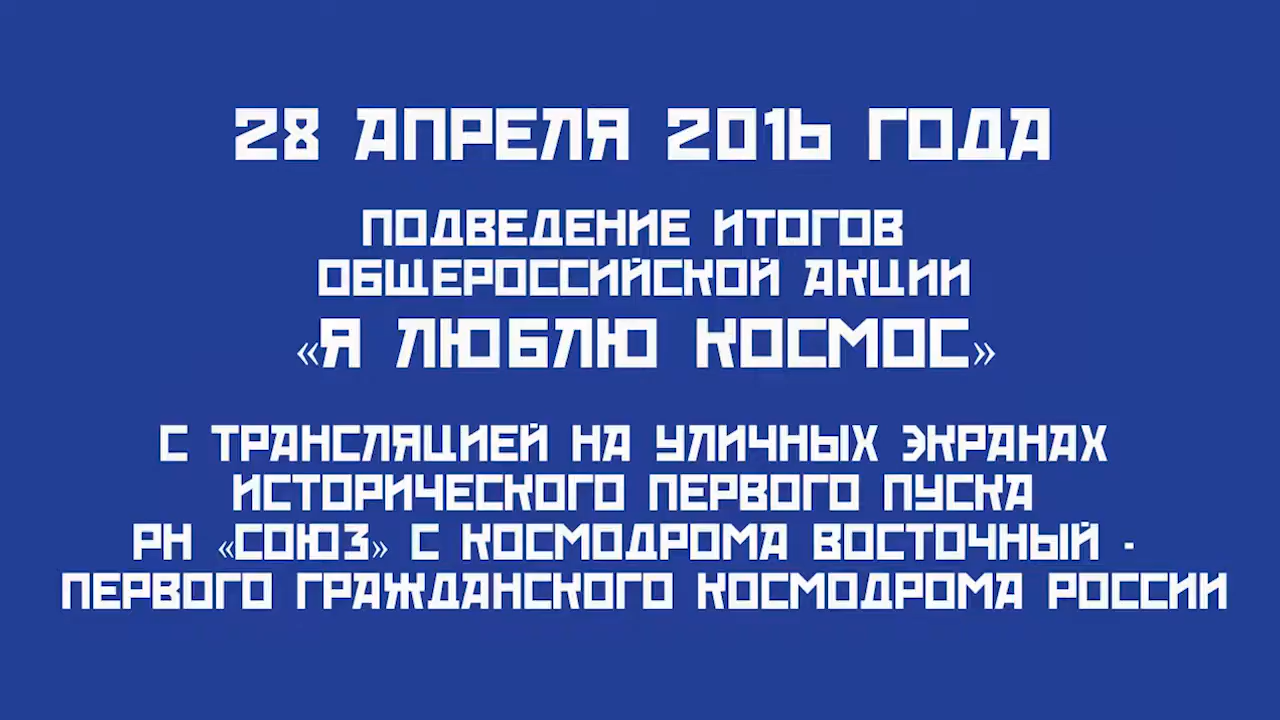 28 АПРЕЛЯ 2016 ГОДА
ПОДВЕДЕНИЕ ИТОГОВ
ОБЩЕРОССИЙСКОЙ АКЦИИ
«Я ЛЮБЛЮ КОСМОС»
С ТРАНСЛЯЦИЕЙ НА УЛИЧНЫХ ЭКРАНАХ
ИСТОРИЧЕСКОГО ПЕРВОГО ПУСКА
РН «СОЮЗ» С КОСМОДРОМА ВОСТОЧНЫЙ -
ПЕРВОГО ГРАЖДАНСКОГО КОСМОДРОМА РОССИИ